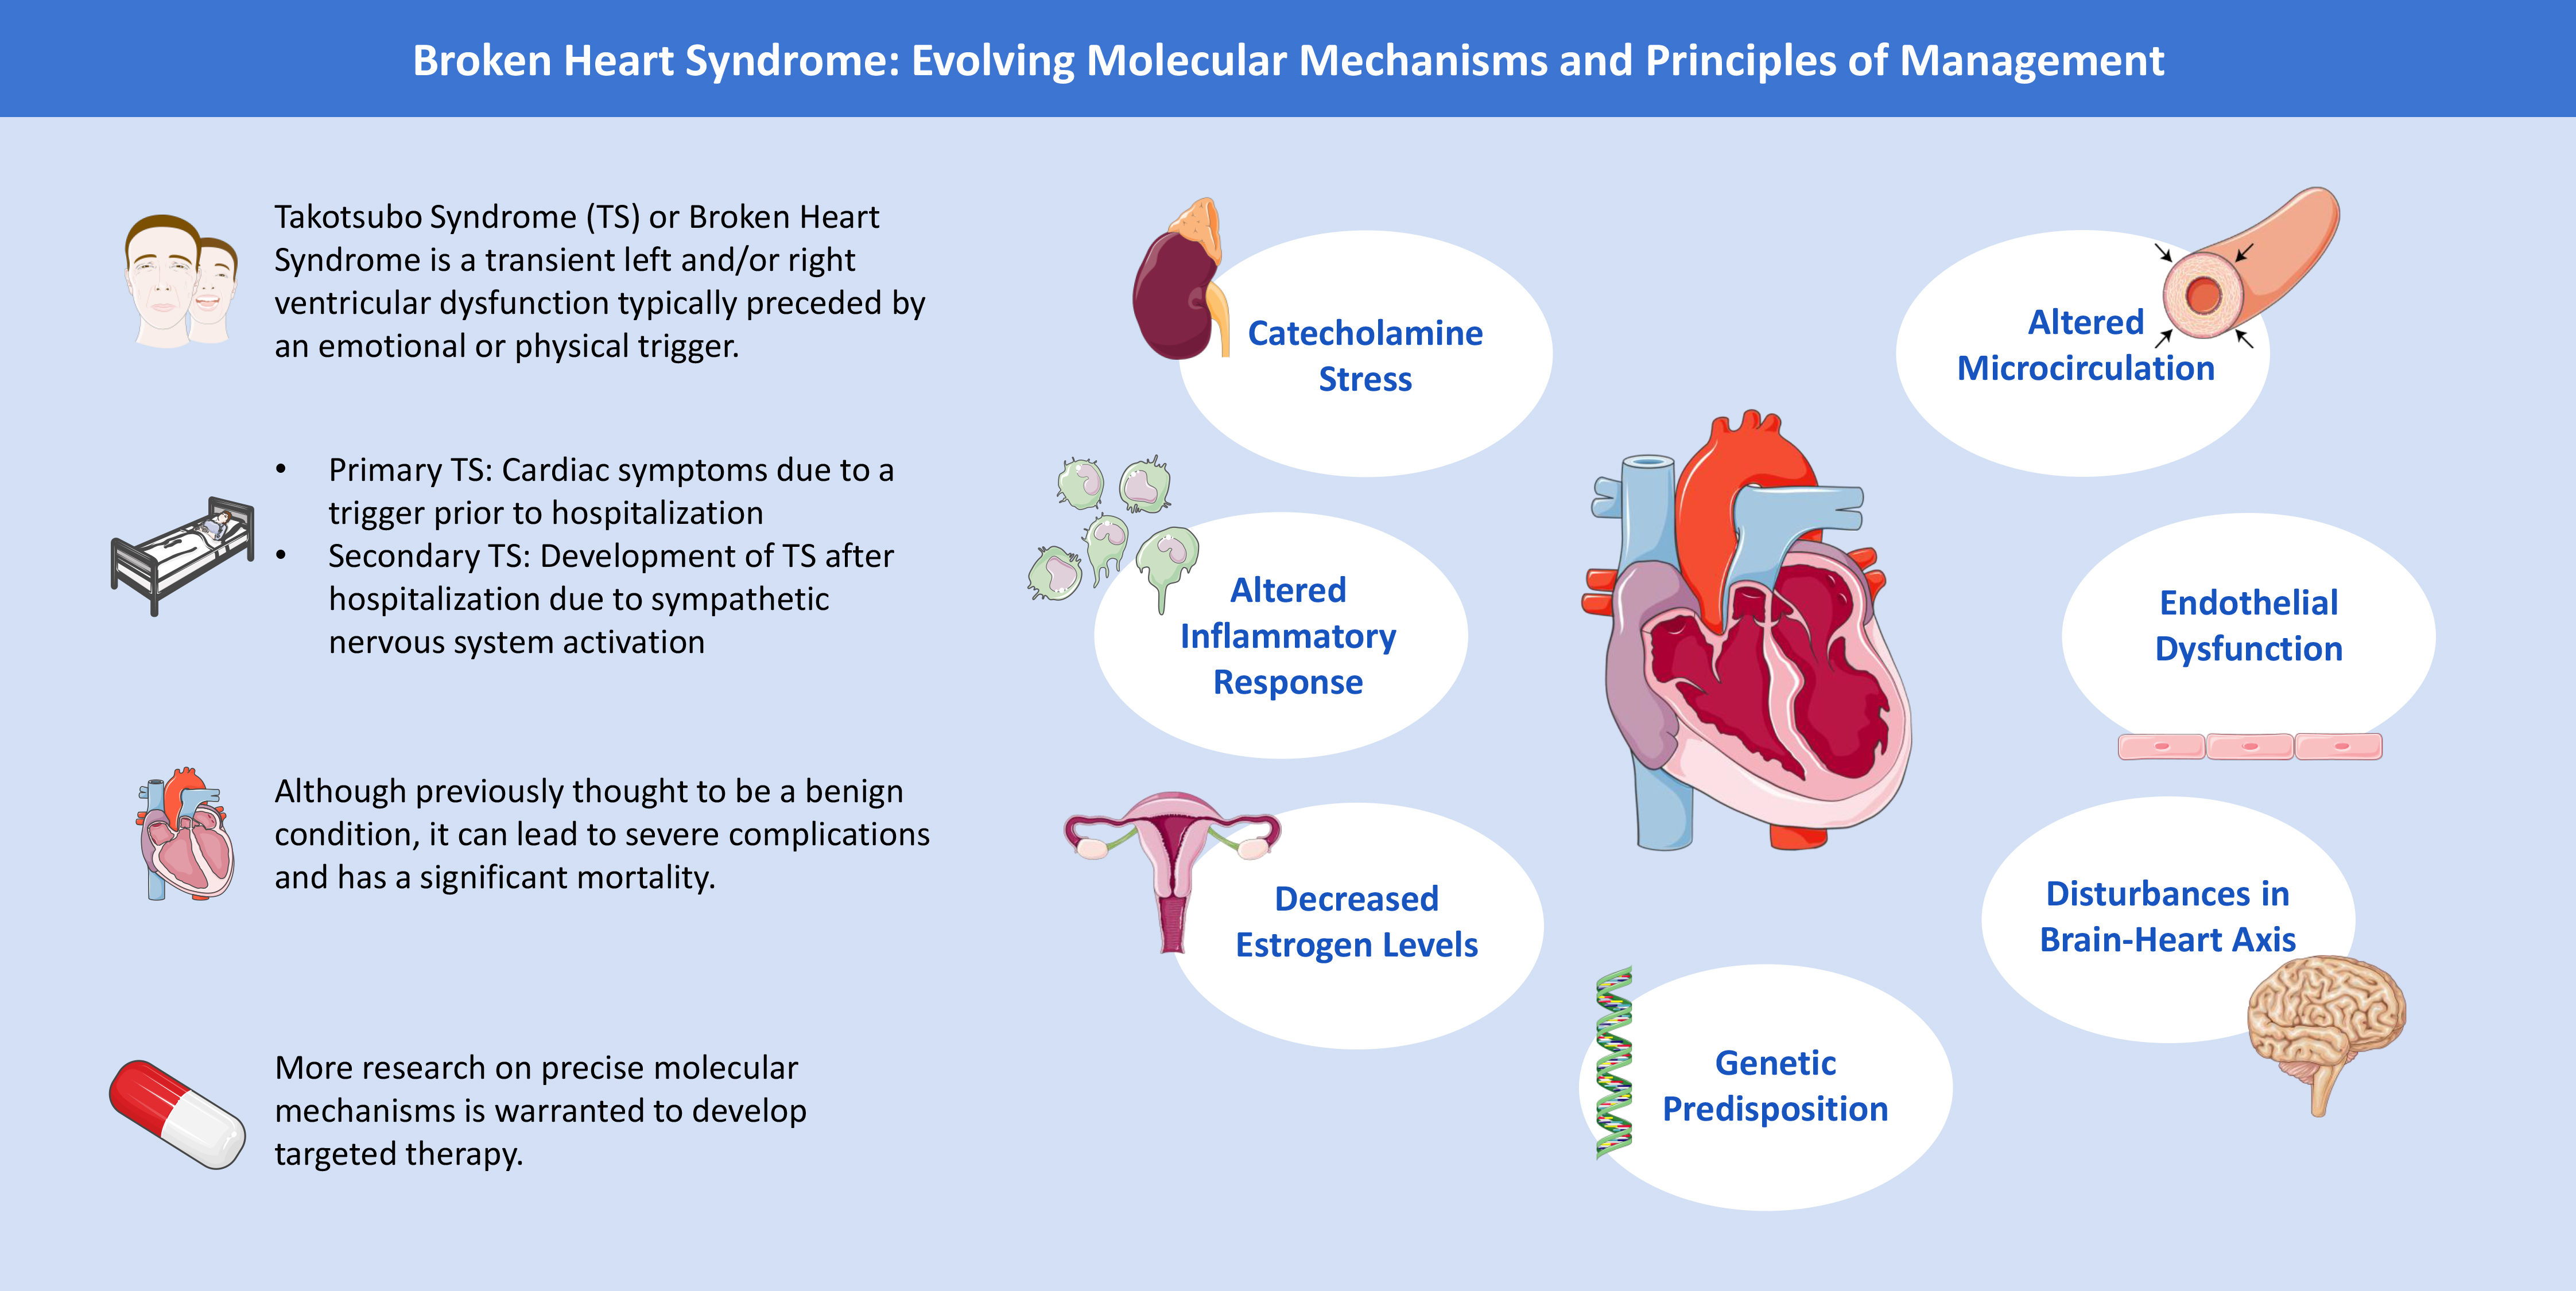 Broken Heart Syndrome: Evolving Molecular Mechanisms and Principles of Management
Takotsubo Syndrome (TS) or Broken Heart
Syndrome is a transient left and/or right
ventricular dysfunction typically preceded by
an emotional or physical trigger.
• Primary TS: Cardiac symptoms due to a
trigger prior to hospitalization
• Secondary TS: Development of TS after
hospitalization due to sympathetic
nervous system activation
Although previously thought to be a benign
condition, it can lead to severe complications
and has a significant mortality.
More research on precise molecular
mechanisms is warranted to develop
targeted therapy.
Catecholamine
Stress
Altered
Inflammatory
Response
Decreased
Estrogen Levels
Genetic
Predisposition
Altered
Microcirculation
Endothelial
Dysfunction
Disturbances in
Brain-Heart Axis